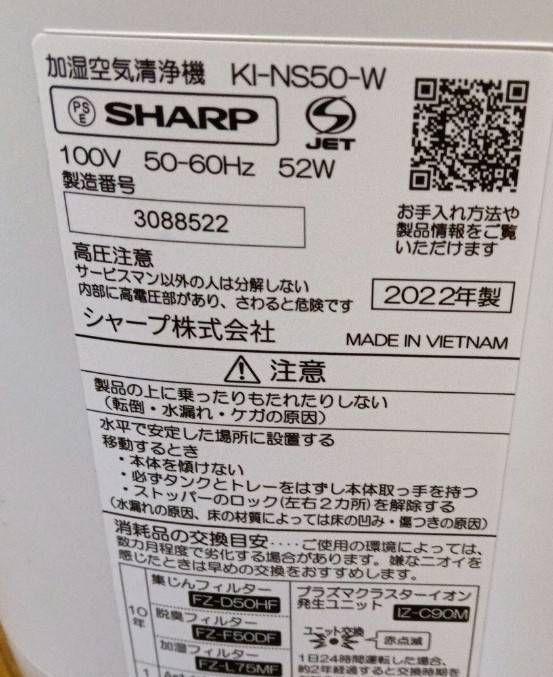 加湿空気清浄機 KI-NS50-W
PSE SHARP JET
100V 50-60Hz 52W
製造番号
3088522
お手入れ方法や
製品情報をご覧
いただけます
高圧注意
サービスマン以外の人は分解しない
内部に高電圧部があり、さわると危険です
2022年製
シャープ株式会社
MADE IN VIETNAM
注意
製品の上に乗ったりもたれたりしない
(転倒・水漏れ・ケガの原因)
水平で安定した場所に設置する
移動するとき
・本体を傾けない
・必ずタンクとトレーをはずし本体取っ手を持つ
・ストッパーのロック(左右2カ所)を解除する
(水漏れの原因、床の材質によっては床の凹み・傷つきの原因)
消耗品の交換目安‥‥ご使用の環境によっては、
数カ月程度で劣化する場合があります。嫌なニオイを
感じたときは早めの交換をおすすめします。
10年
集じんフィルター
FZ-D50HF
脱臭フィルター
FZ-F50DF
加湿フィルター
FZ-L75MF
プラズマクラスターイオン
発生ユニット IZ-C90M
ユニット交換
赤点滅
1日24時間運転した場合、
約2年経過すると交換時期を